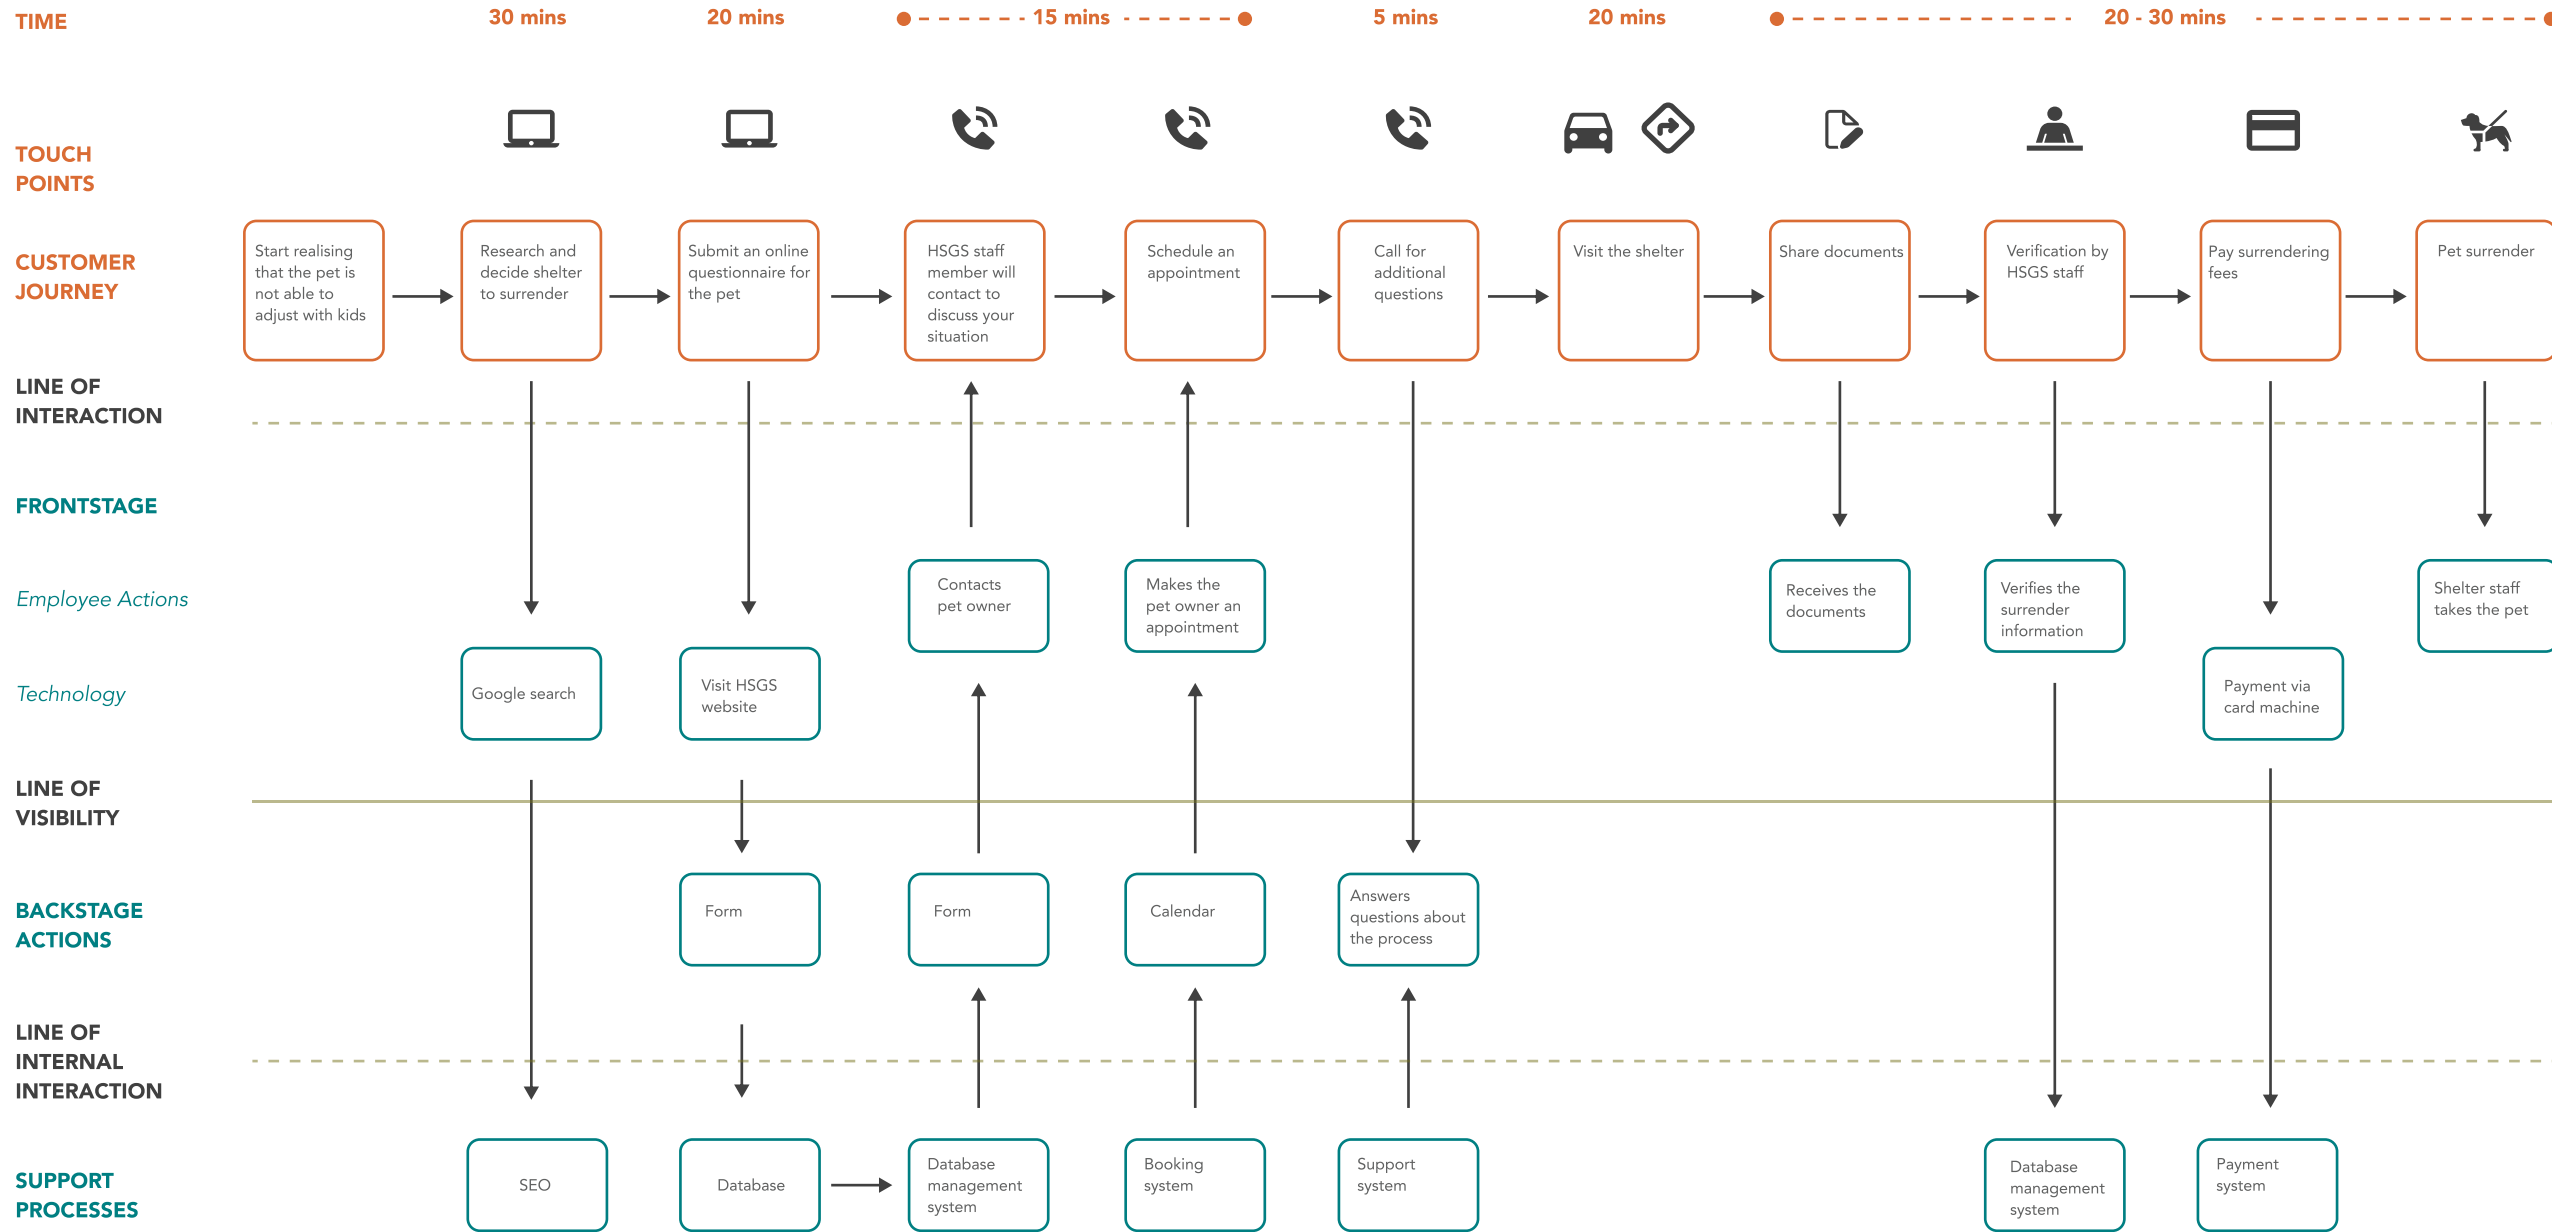 TIME
30 mins
20 mins
15 mins
5 mins
20 mins
20 - 30 mins
TOUCH
POINTS
CUSTOMER
JOURNEY
Start realising
that the pet is
not able to
adjust with kids
Research and
decide shelter
to surrender
Submit an online
questionnaire for
the pet
HSGS staff
member will
contact to
discuss your
situation
Schedule an
appointment
Call for
additional
questions
Visit the shelter
Share documents
Verification by
HSGS staff
Pay surrendering
fees
Pet surrender
LINE OF
INTERACTION
FRONTSTAGE
Employee Actions
Contacts
pet owner
Makes the
pet owner an
appointment
Receives the
documents
Verifies the
surrender
information
Shelter staff
takes the pet
Technology
Google search
Visit HSGS
website
Payment via
card machine
LINE OF
VISIBILITY
BACKSTAGE
ACTIONS
Form
Form
Calendar
Answers
questions about
the process
LINE OF
INTERNAL
INTERACTION
SUPPORT
PROCESSES
SEO
Database
Database
management
system
Booking
system
Support
system
Database
management
system
Payment
system